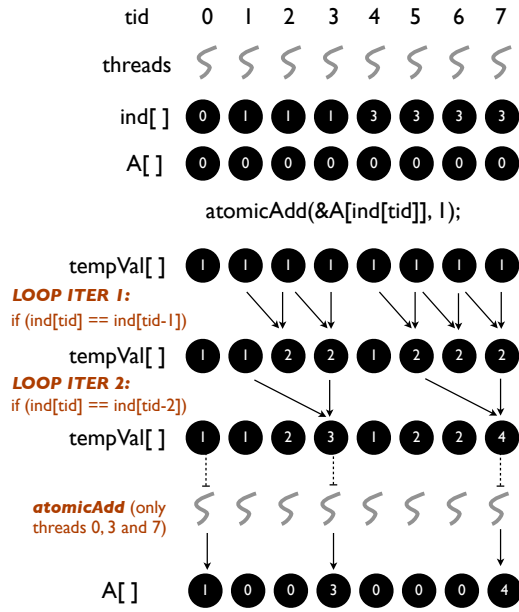 tid 0 1 2 3 4 5 6 7
threads
ind[ ] 0 1 1 1 3 3 3 3
A[ ] 0 0 0 0 0 0 0 0
atomicAdd(&A[ind[tid]], 1);
tempVal[ ] 1 1 1 1 1 1 1 1
LOOP ITER 1:
if (ind[tid] == ind[tid-1])
tempVal[ ] 1 1 2 2 1 2 2 2
LOOP ITER 2:
if (ind[tid] == ind[tid-2])
tempVal[ ] 1 1 2 3 1 2 2 4
atomicAdd (only
threads 0, 3 and 7)
A[ ] 1 0 0 3 0 0 0 4